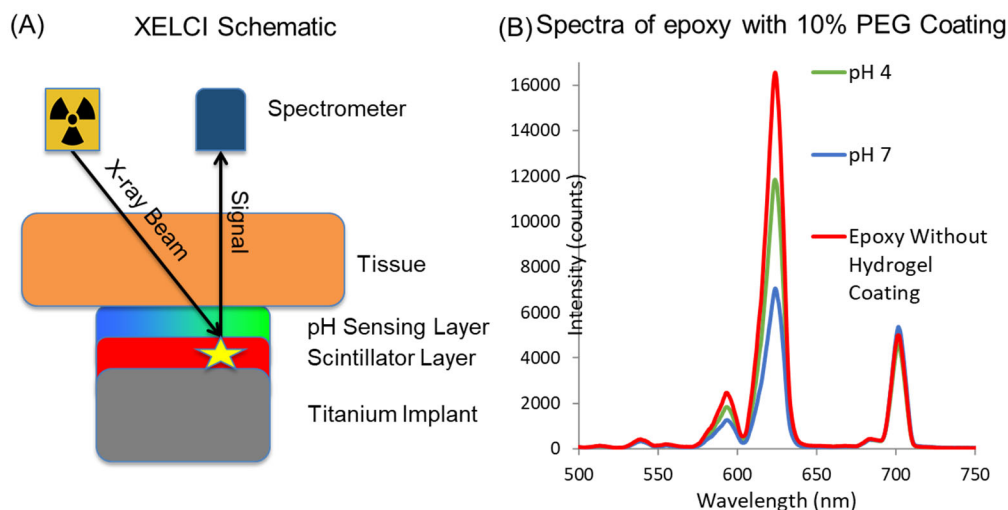 (A)
XELCI Schematic
Spectrometer
X-ray Beam
Signal
Tissue
pH Sensing Layer
Scintillator Layer
Titanium Implant
(B) Spectra of epoxy with 10% PEG Coating
Intensity (counts)
16000
14000
12000
10000
8000
6000
4000
2000
0
500 550 600 650 700 750
Wavelength (nm)
pH 4
pH 7
Epoxy Without
Hydrogel
Coating